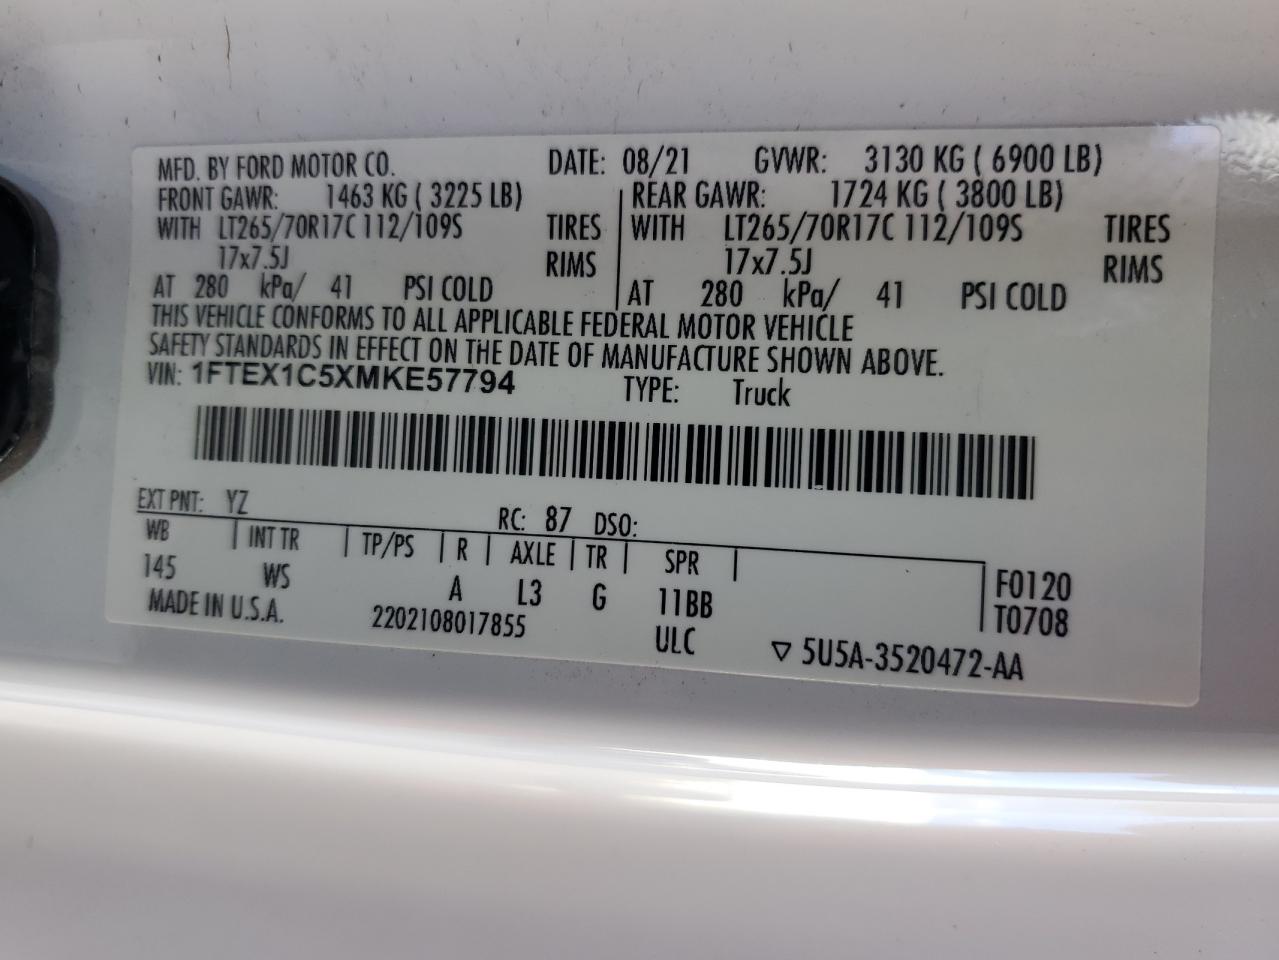 MFD. BY FORD MOTOR CO. DATE: 08/21 GVWR: 3130 KG ( 6900 LB)
FRONT GAWR: 1463 KG ( 3225 LB) REAR GAWR: 1724 KG ( 3800 LB)
WITH LT265/70R17C 112/109S TIRES WITH LT265/70R17C 112/109S TIRES
17x7.5J RIMS 17x7.5J RIMS
AT 280 kPa/ 41 PSI COLD AT 280 kPa/ 41 PSI COLD
THIS VEHICLE CONFORMS TO ALL APPLICABLE FEDERAL MOTOR VEHICLE
SAFETY STANDARDS IN EFFECT ON THE DATE OF MANUFACTURE SHOWN ABOVE.
VIN: 1FTEX1C5XMKE57794 TYPE: Truck
EXT PNT: YZ RC: 87 DSO:
WB INT TR TP/PS R AXLE TR SPR
145 WS A L3 G 11BB F0120
MADE IN U.S.A. 2202108017855 ULC T0708
▽ 5U5A-3520472-AA